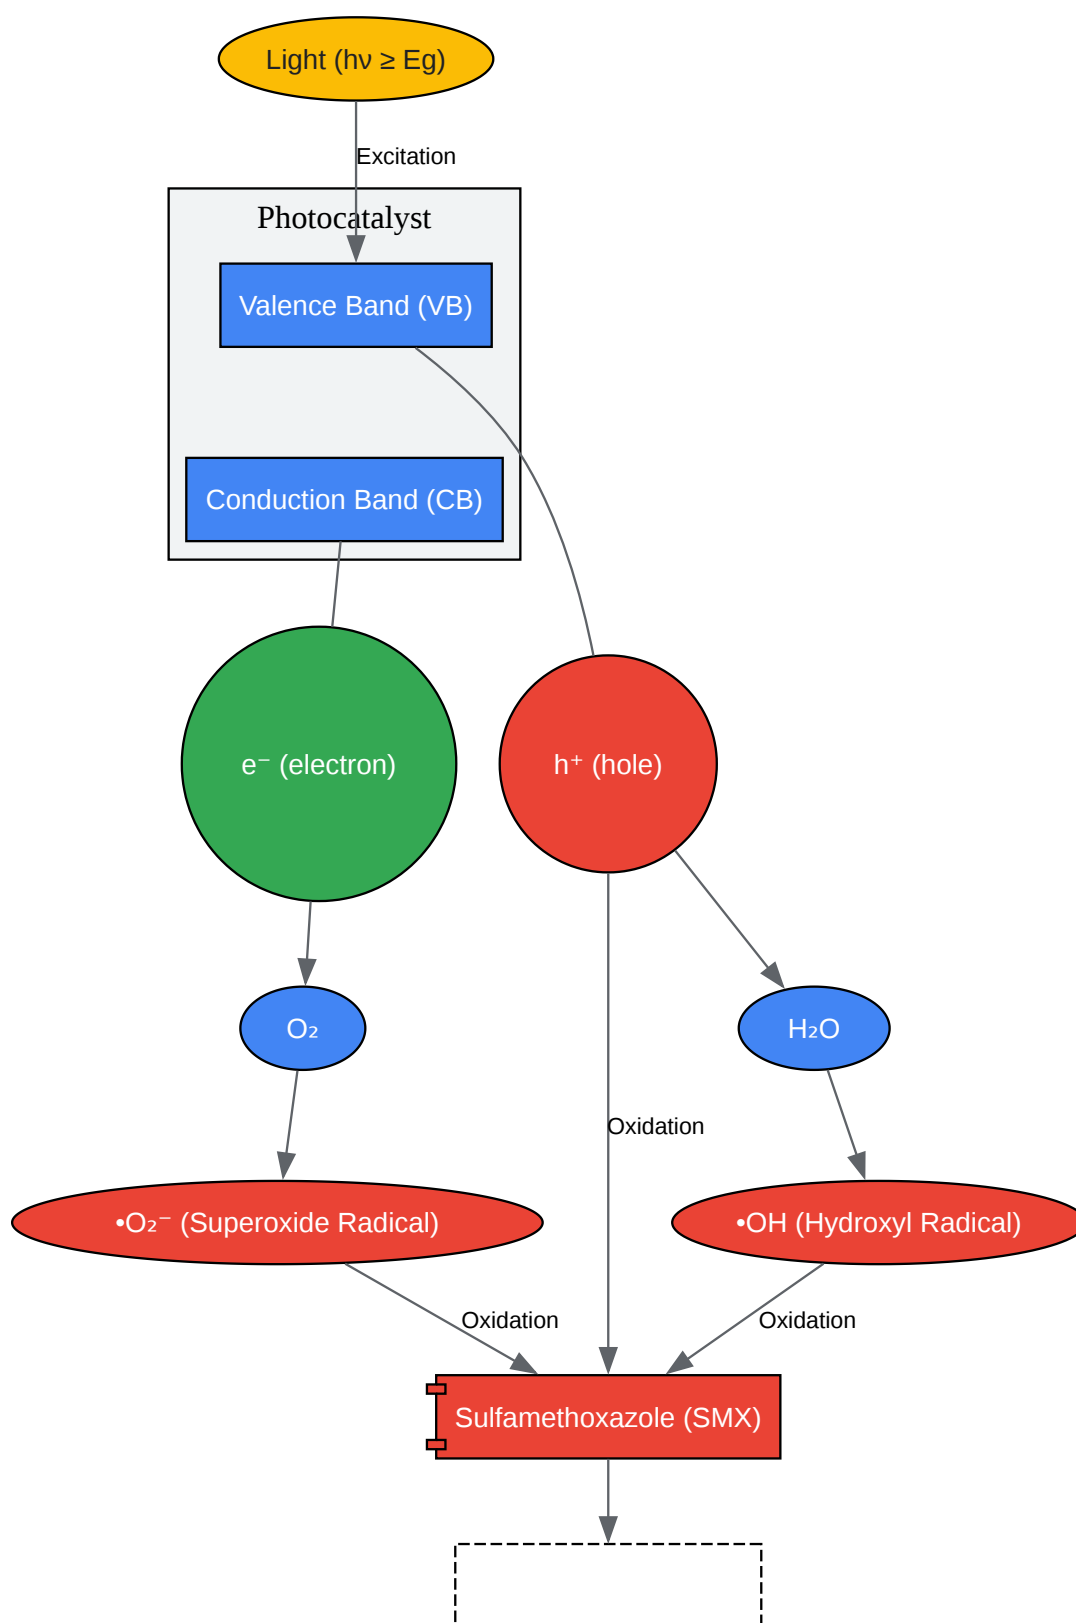 Light (hν ≥ Eg)
Excitation
Photocatalyst
Valence Band (VB)
Conduction Band (CB)
e⁻ (electron)
h⁺ (hole)
O₂
H₂O
Oxidation
•O₂⁻ (Superoxide Radical)
•OH (Hydroxyl Radical)
Oxidation
Oxidation
Sulfamethoxazole (SMX)